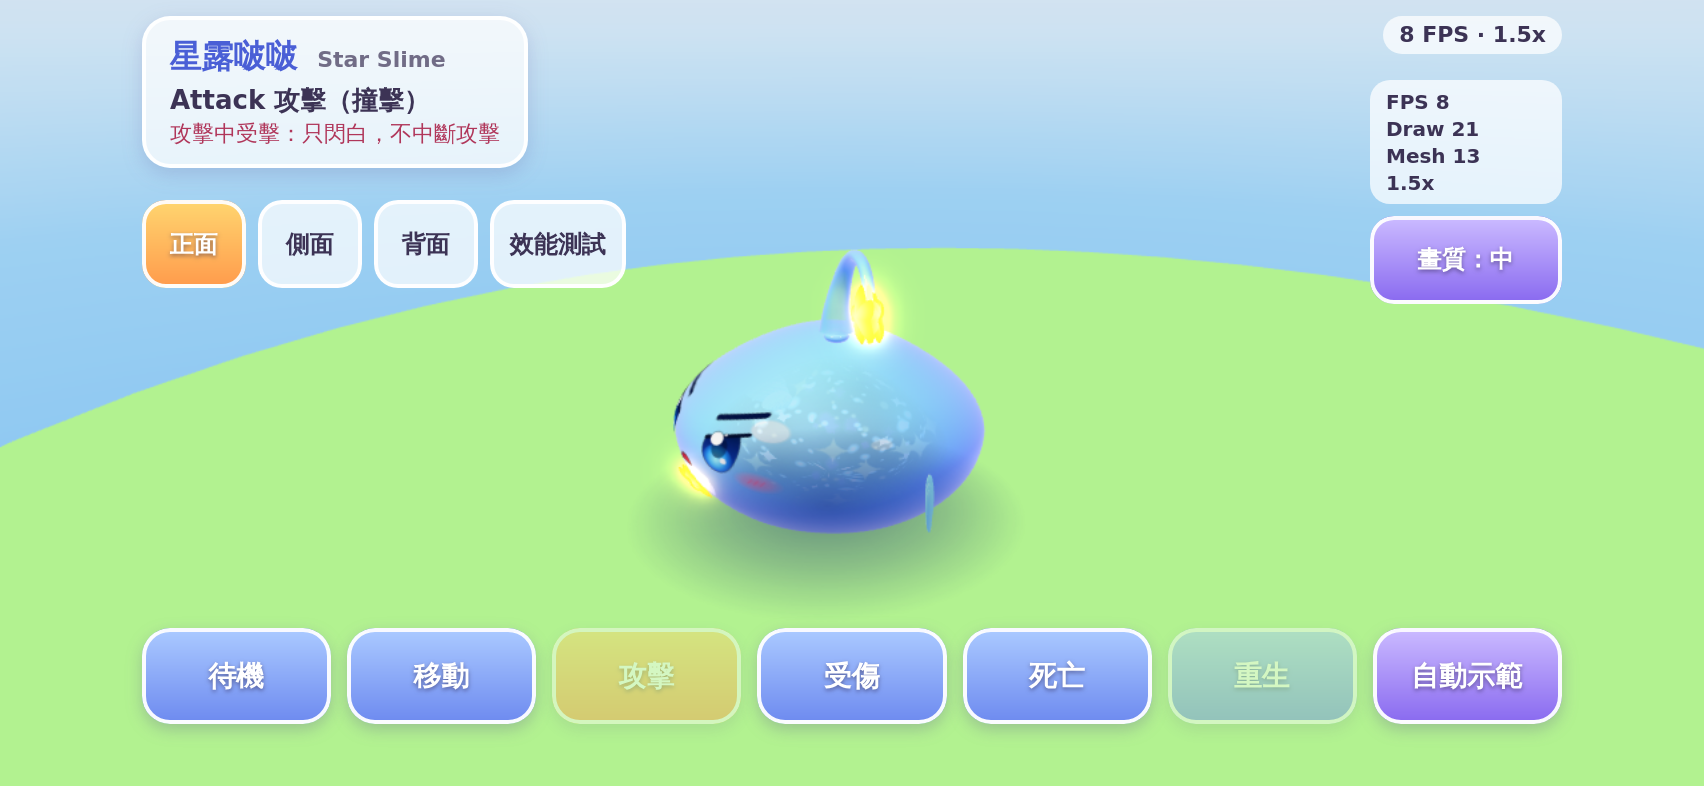 星露啵啵 Star Slime
Attack 攻擊（撞擊）
攻擊中受擊：只閃白，不中斷攻擊
8 FPS · 1.5x
FPS 8
Draw 21
Mesh 13
1.5x
正面
側面
背面
效能測試
畫質：中
待機
移動
攻擊
受傷
死亡
重生
自動示範